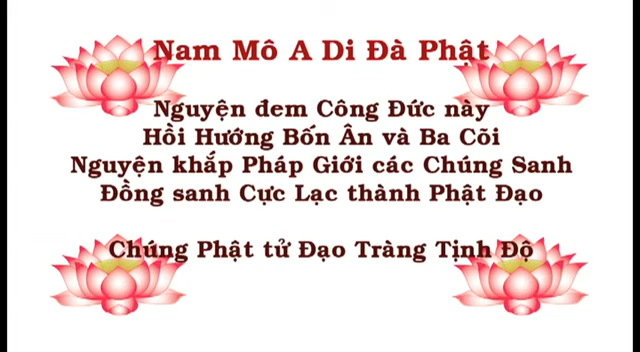 Nam Mô A Di Đà Phật
Nguyện đem Công Đức này
Hồi Hướng Bốn Ân và Ba Cõi
Nguyện khắp Pháp Giới các Chúng Sanh
Đồng sanh Cực Lạc thành Phật Đạo
Chúng Phật tử Đạo Tràng Tịnh Độ